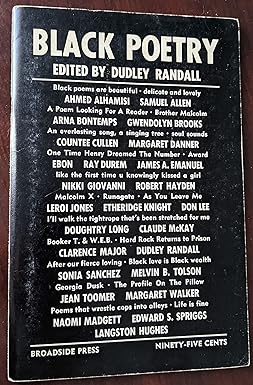 BLACK POETRY
EDITED BY DUDLEY RANDALL
Black poems are beautiful • delicate and lovely
AHMED ALHAMISI SAMUEL ALLEN
A Poem Looking For A Reader • Brother Malcolm
ARNA BONTEMPS GWENDOLYN BROOKS
An everlasting song, a singing tree • soul sounds
COUNTEE CULLEN MARGARET DANNER
One Time Henry Dreamed The Number • Award
EBON RAY DUREM JAMES A. EMANUEL
like the first time u knowingly kissed a girl
NIKKI GIOVANNI ROBERT HAYDEN
Malcolm X • Runagate • As You Leave Me
LEROI JONES ETHERIDGE KNIGHT DON LEE
I'll walk the tightrope that's been stretched for me
DOUGHTRY LONG CLAUDE McKAY
Booker T. & W.E.B. • Hard Rock Returns to Prison
CLARENCE MAJOR DUDLEY RANDALL
After our fierce loving • Black love is Black wealth
SONIA SANCHEZ MELVIN B. TOLSON
Georgia Dusk • The Profile On The Pillow
JEAN TOOMER MARGARET WALKER
Poems that wrestle cops into alleys • Life is fine
NAOMI MADGETT EDWARD S. SPRIGGS
LANGSTON HUGHES
BROADSIDE PRESS NINETY-FIVE CENTS